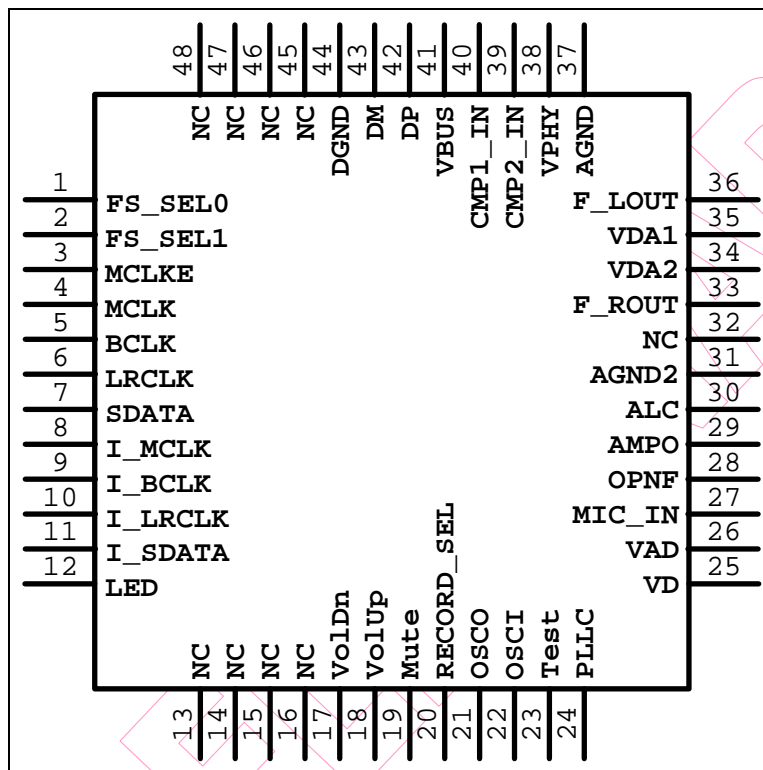 48 47 46 45 44 43 42 41 40 39 38 37
NC NC NC NC DGND DM DP VBUS CMP1_IN CMP2_IN VPHY AGND
1 FS_SEL0
2 FS_SEL1
3 MCLKE
4 MCLK
5 BCLK
6 LRCLK
7 SDATA
8 I_MCLK
9 I_BCLK
10 I_LRCLK
11 I_SDATA
12 LED
F_LOUT 36
VDA1 35
VDA2 34
F_ROUT 33
NC 32
AGND2 31
ALC 30
AMPO 29
OPNF 28
MIC_IN 27
VAD 26
VD 25
NC NC NC NC VolDn VolUp Mute RECORD_SEL OSCO OSCI Test PLLC
13 14 15 16 17 18 19 20 21 22 23 24